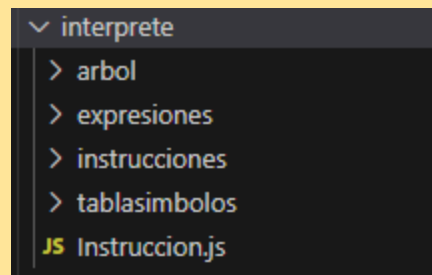 interprete
arbol
expresiones
instrucciones
tablasimbolos
JS Instruccion.js